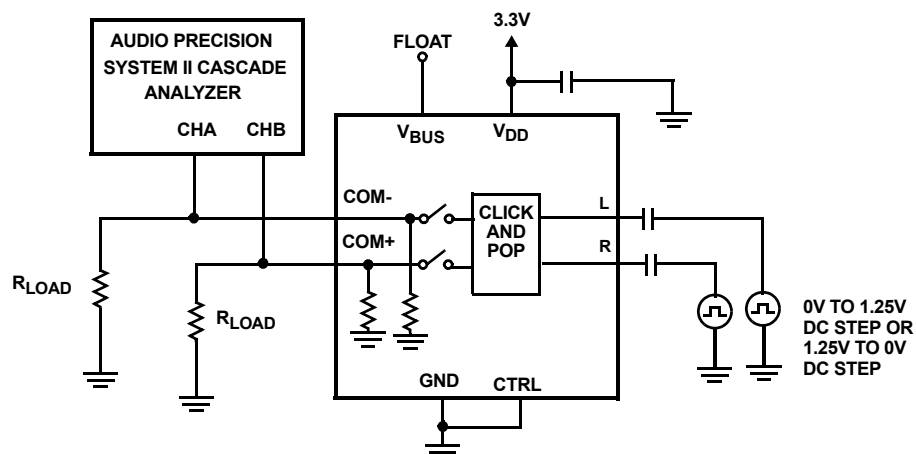 AUDIO PRECISION
SYSTEM II CASCADE
ANALYZER
CHA CHB
FLOAT
3.3V
VBUS
VDD
COM-
COM+
CLICK
AND
POP
L
R
RLOAD
RLOAD
0V TO 1.25V
DC STEP OR
1.25V TO 0V
DC STEP
GND
CTRL